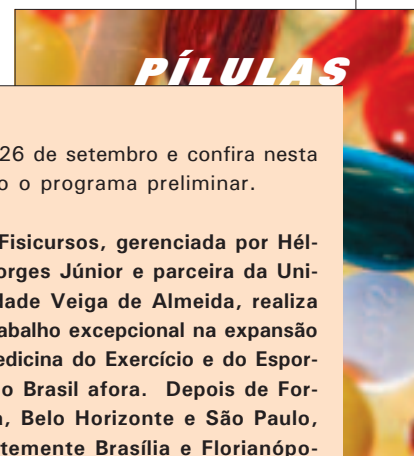 PÍLULAS
26 de setembro e confira nesta
o o programa preliminar.
Fisicursos, gerenciada por Hél-
orges Júnior e parceira da Uni-
dade Veiga de Almeida, realiza
abalho excepcional na expansão
edicina do Exercício e do Espor-
o Brasil afora. Depois de For-
a, Belo Horizonte e São Paulo,
temente Brasília e Florianópo-